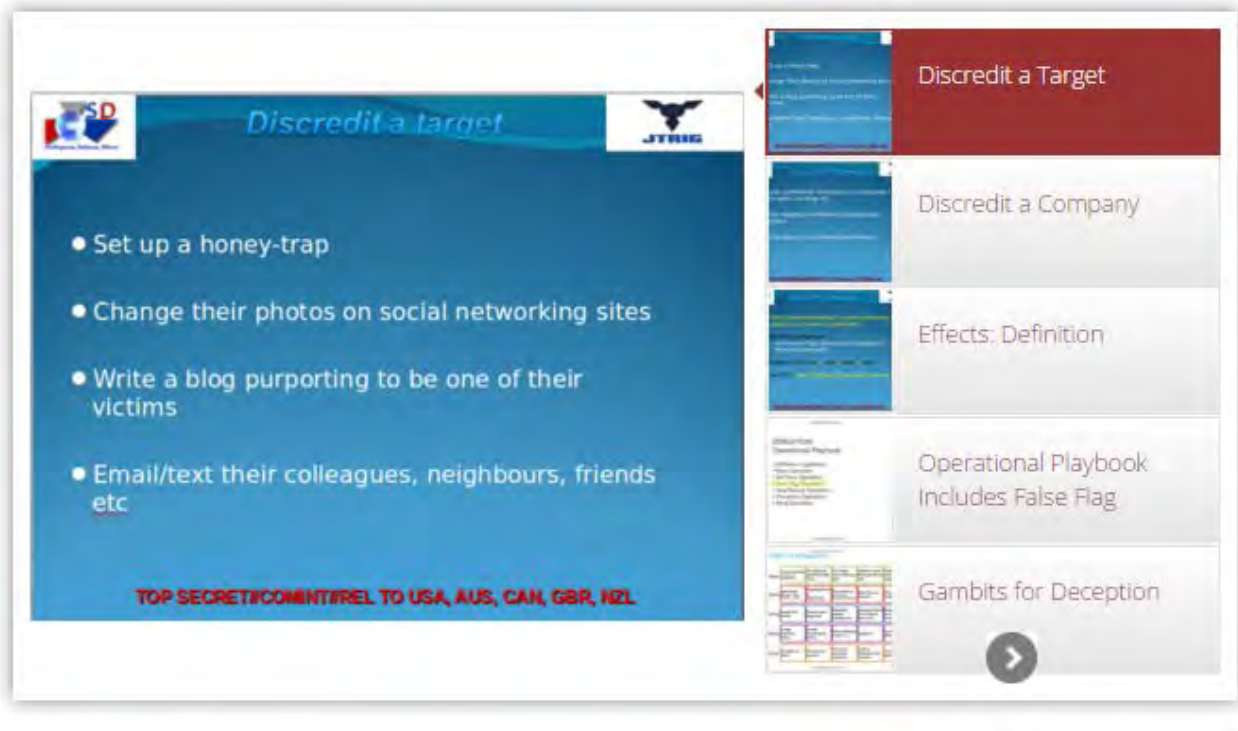 SD
Discredit a target
JTRIG
Set up a honey-trap
Change their photos on social networking sites
Write a blog purporting to be one of their
victims
Email/text their colleagues, neighbours, friends
etc
TOP SECRET//COMINT//REL TO USA, AUS, CAN, GBR, NZL
Discredit a Target
Discredit a Company
Effects: Definition
Operational Playbook
Includes False Flag
Gambits for Deception